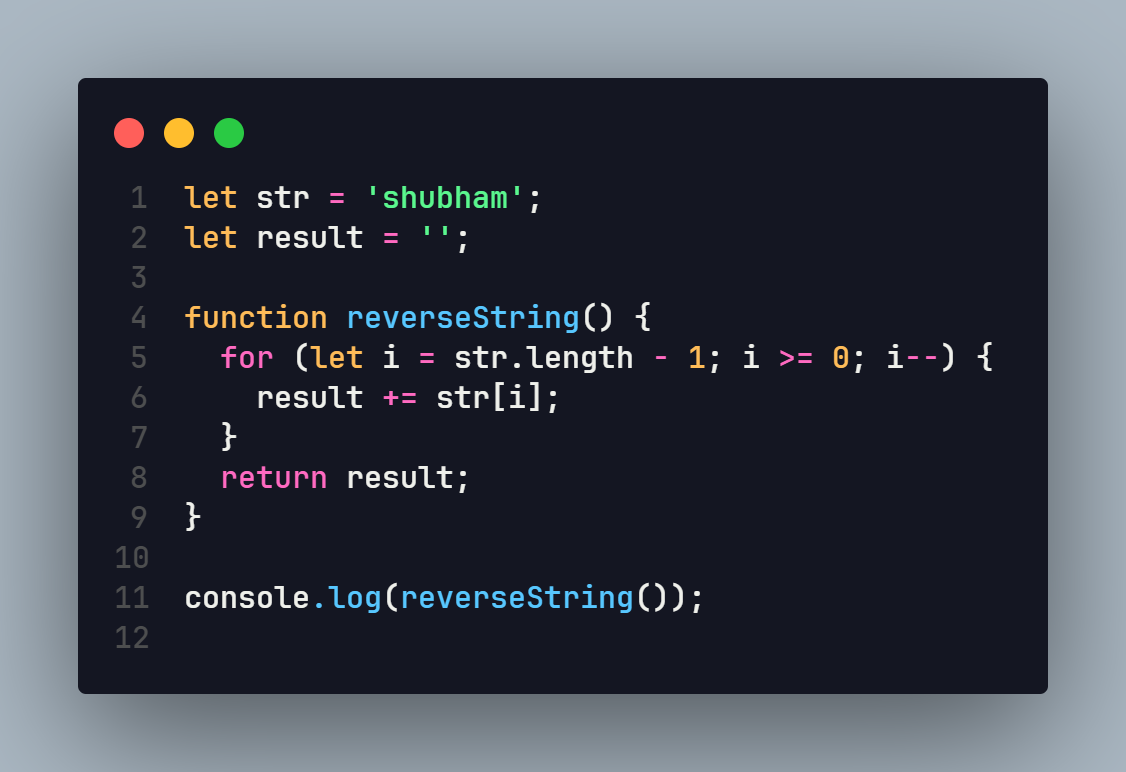 1 let str = 'shubham';
2 let result = '';
3
4 function reverseString() {
5   for (let i = str.length - 1; i >= 0; i--) {
6     result += str[i];
7   }
8   return result;
9 }
10
11 console.log(reverseString());
12